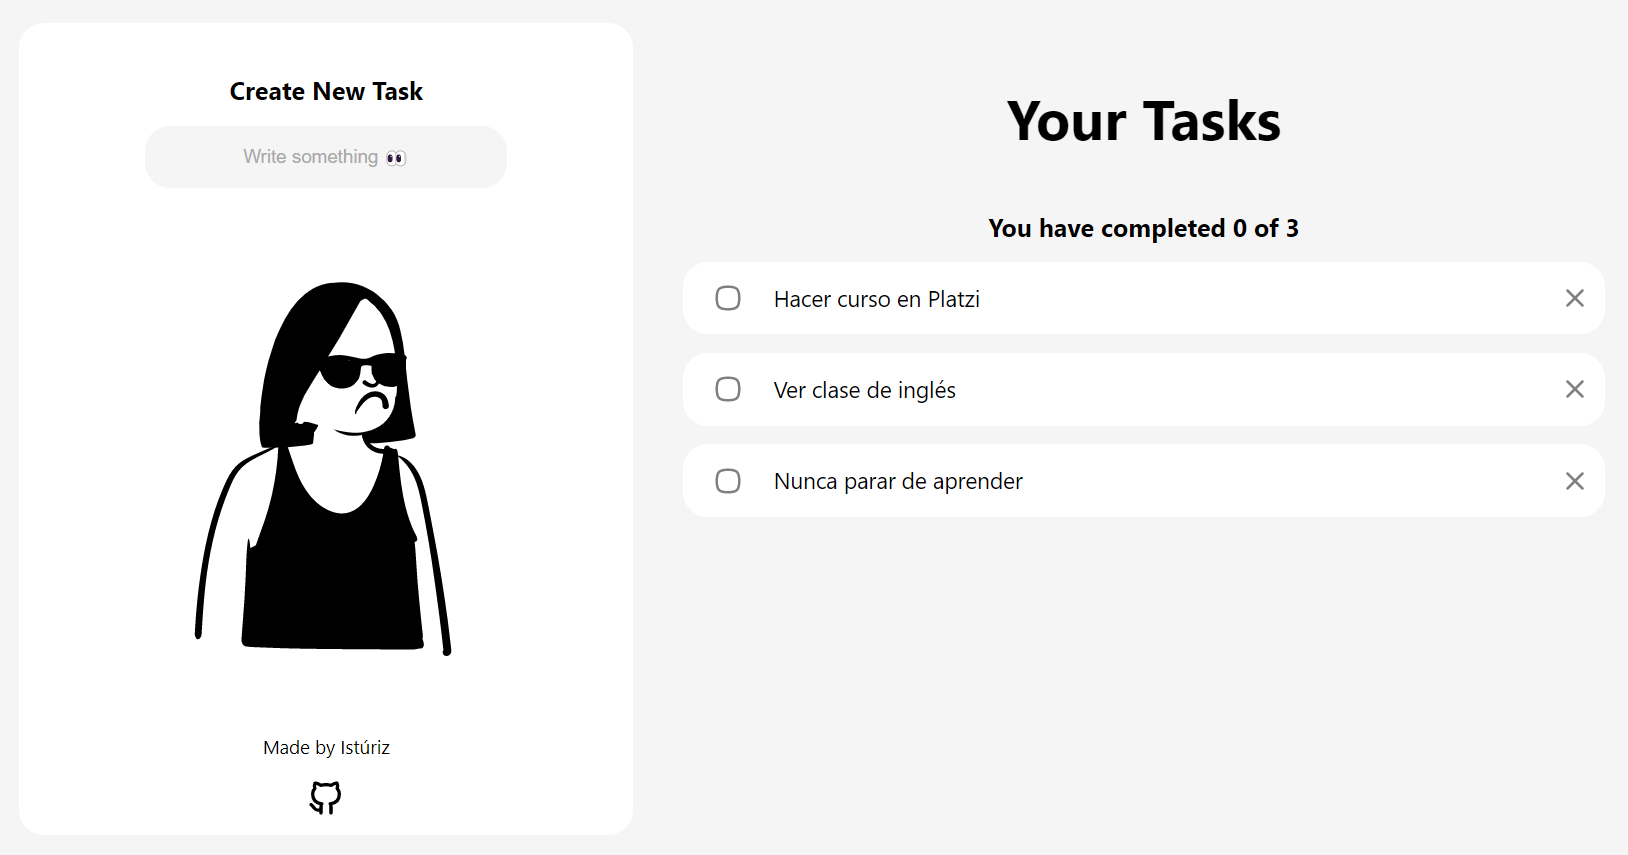 Create New Task
Write something 👀
Made by Istúriz
Your Tasks
You have completed 0 of 3
Hacer curso en Platzi
Ver clase de inglés
Nunca parar de aprender